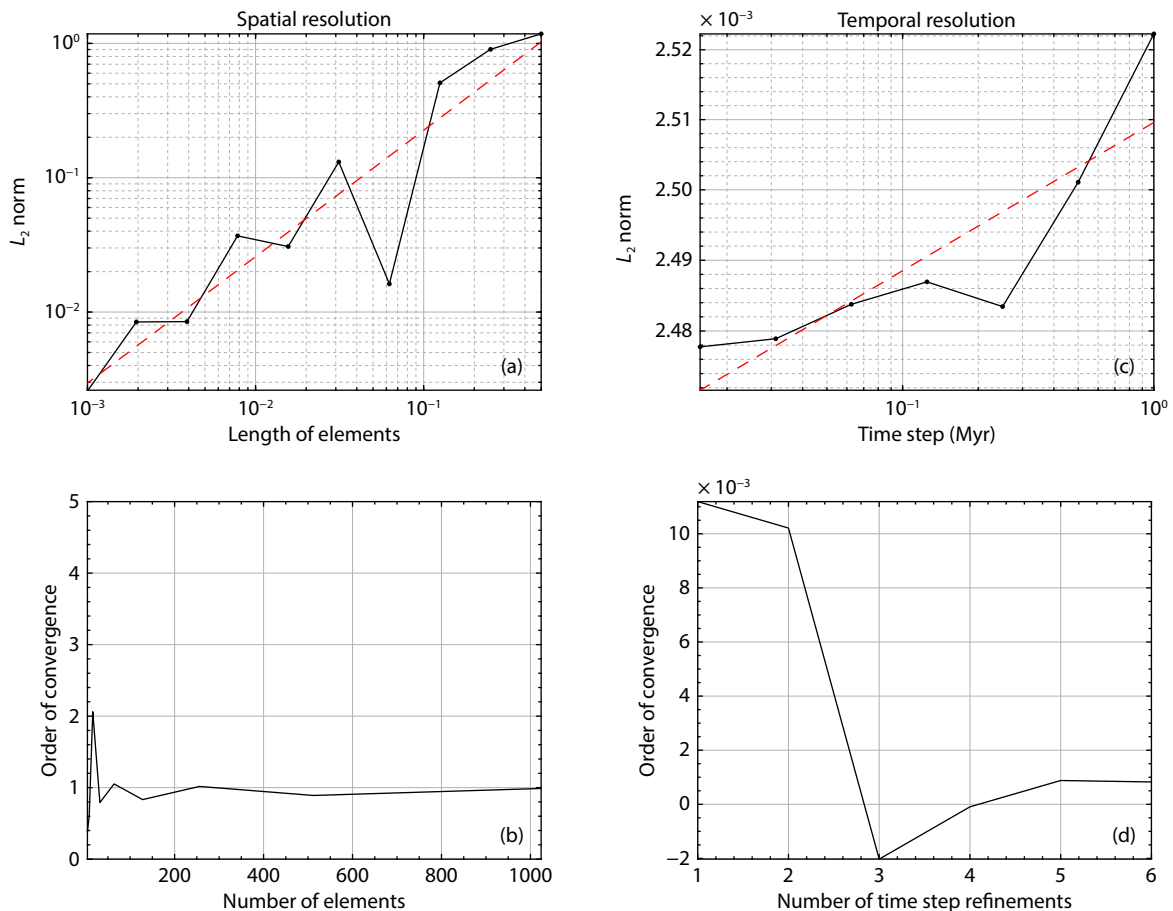 Spatial resolution
10⁰
10⁻¹
10⁻²
L₂ norm
(a)
10⁻³ 10⁻² 10⁻¹
Length of elements
× 10⁻³
Temporal resolution
2.52
2.51
2.50
2.49
2.48
L₂ norm
(c)
10⁻¹ 10⁰
Time step (Myr)
5
4
3
2
1
0
Order of convergence
(b)
200 400 600 800 1000
Number of elements
× 10⁻³
10
8
6
4
2
0
−2
Order of convergence
(d)
1 2 3 4 5 6
Number of time step refinements